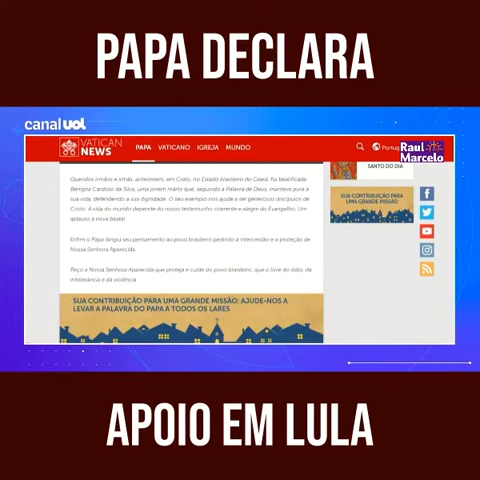 PAPA DECLARA
canal uol
VATICAN
NEWS
PAPA VATICANO IGREJA MUNDO
Portug
Raul
Marcelo
Queridos irmãos e irmãs, anteontem, em Crato, no Estado brasileiro do Ceará, foi beatificada
Benigna Cardoso da Silva, uma jovem mártir que, seguindo a Palavra de Deus, manteve pura a
sua vida, defendendo a sua dignidade. O seu exemplo nos ajude a ser generosos discípulos de
Cristo. A vida do mundo depende do nosso testemunho coerente e alegre do Evangelho. Um
aplauso à nova beata!
Enfim o Papa dirigiu seu pensamento ao povo brasileiro pedindo a intercessão e a proteção de
Nossa Senhora Aparecida.
Peço a Nossa Senhora Aparecida que proteja e cuide do povo brasileiro, que o livre do ódio, da
intolerância e da violência.
SANTO DO DIA
SUA CONTRIBUIÇÃO PARA
UMA GRANDE MISSÃO
SUA CONTRIBUIÇÃO PARA UMA GRANDE MISSÃO: AJUDE-NOS A
LEVAR A PALAVRA DO PAPA A TODOS OS LARES
APOIO EM LULA